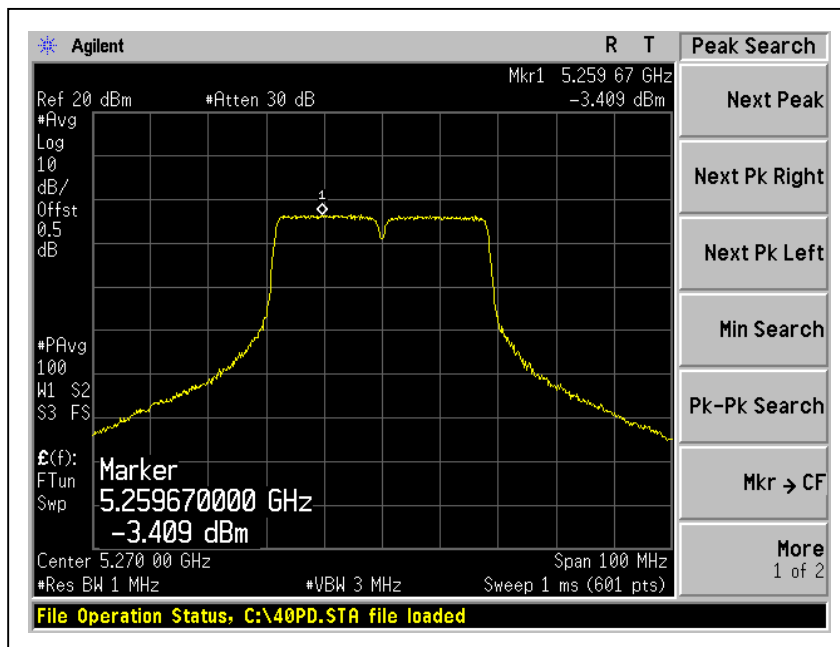 Agilent R T Peak Search
Mkr1 5.259 67 GHz
Ref 20 dBm #Atten 30 dB -3.409 dBm
#Avg
Log
10
dB/
Offst
0.5
dB
1
#PAvg
100
W1 S2
S3 FS
£(f):
FTun
Swp
Marker
5.259670000 GHz
-3.409 dBm
Center 5.270 00 GHz Span 100 MHz
#Res BW 1 MHz #VBW 3 MHz Sweep 1 ms (601 pts)
File Operation Status, C:\40PD.STA file loaded
Next Peak
Next Pk Right
Next Pk Left
Min Search
Pk-Pk Search
Mkr → CF
More
1 of 2